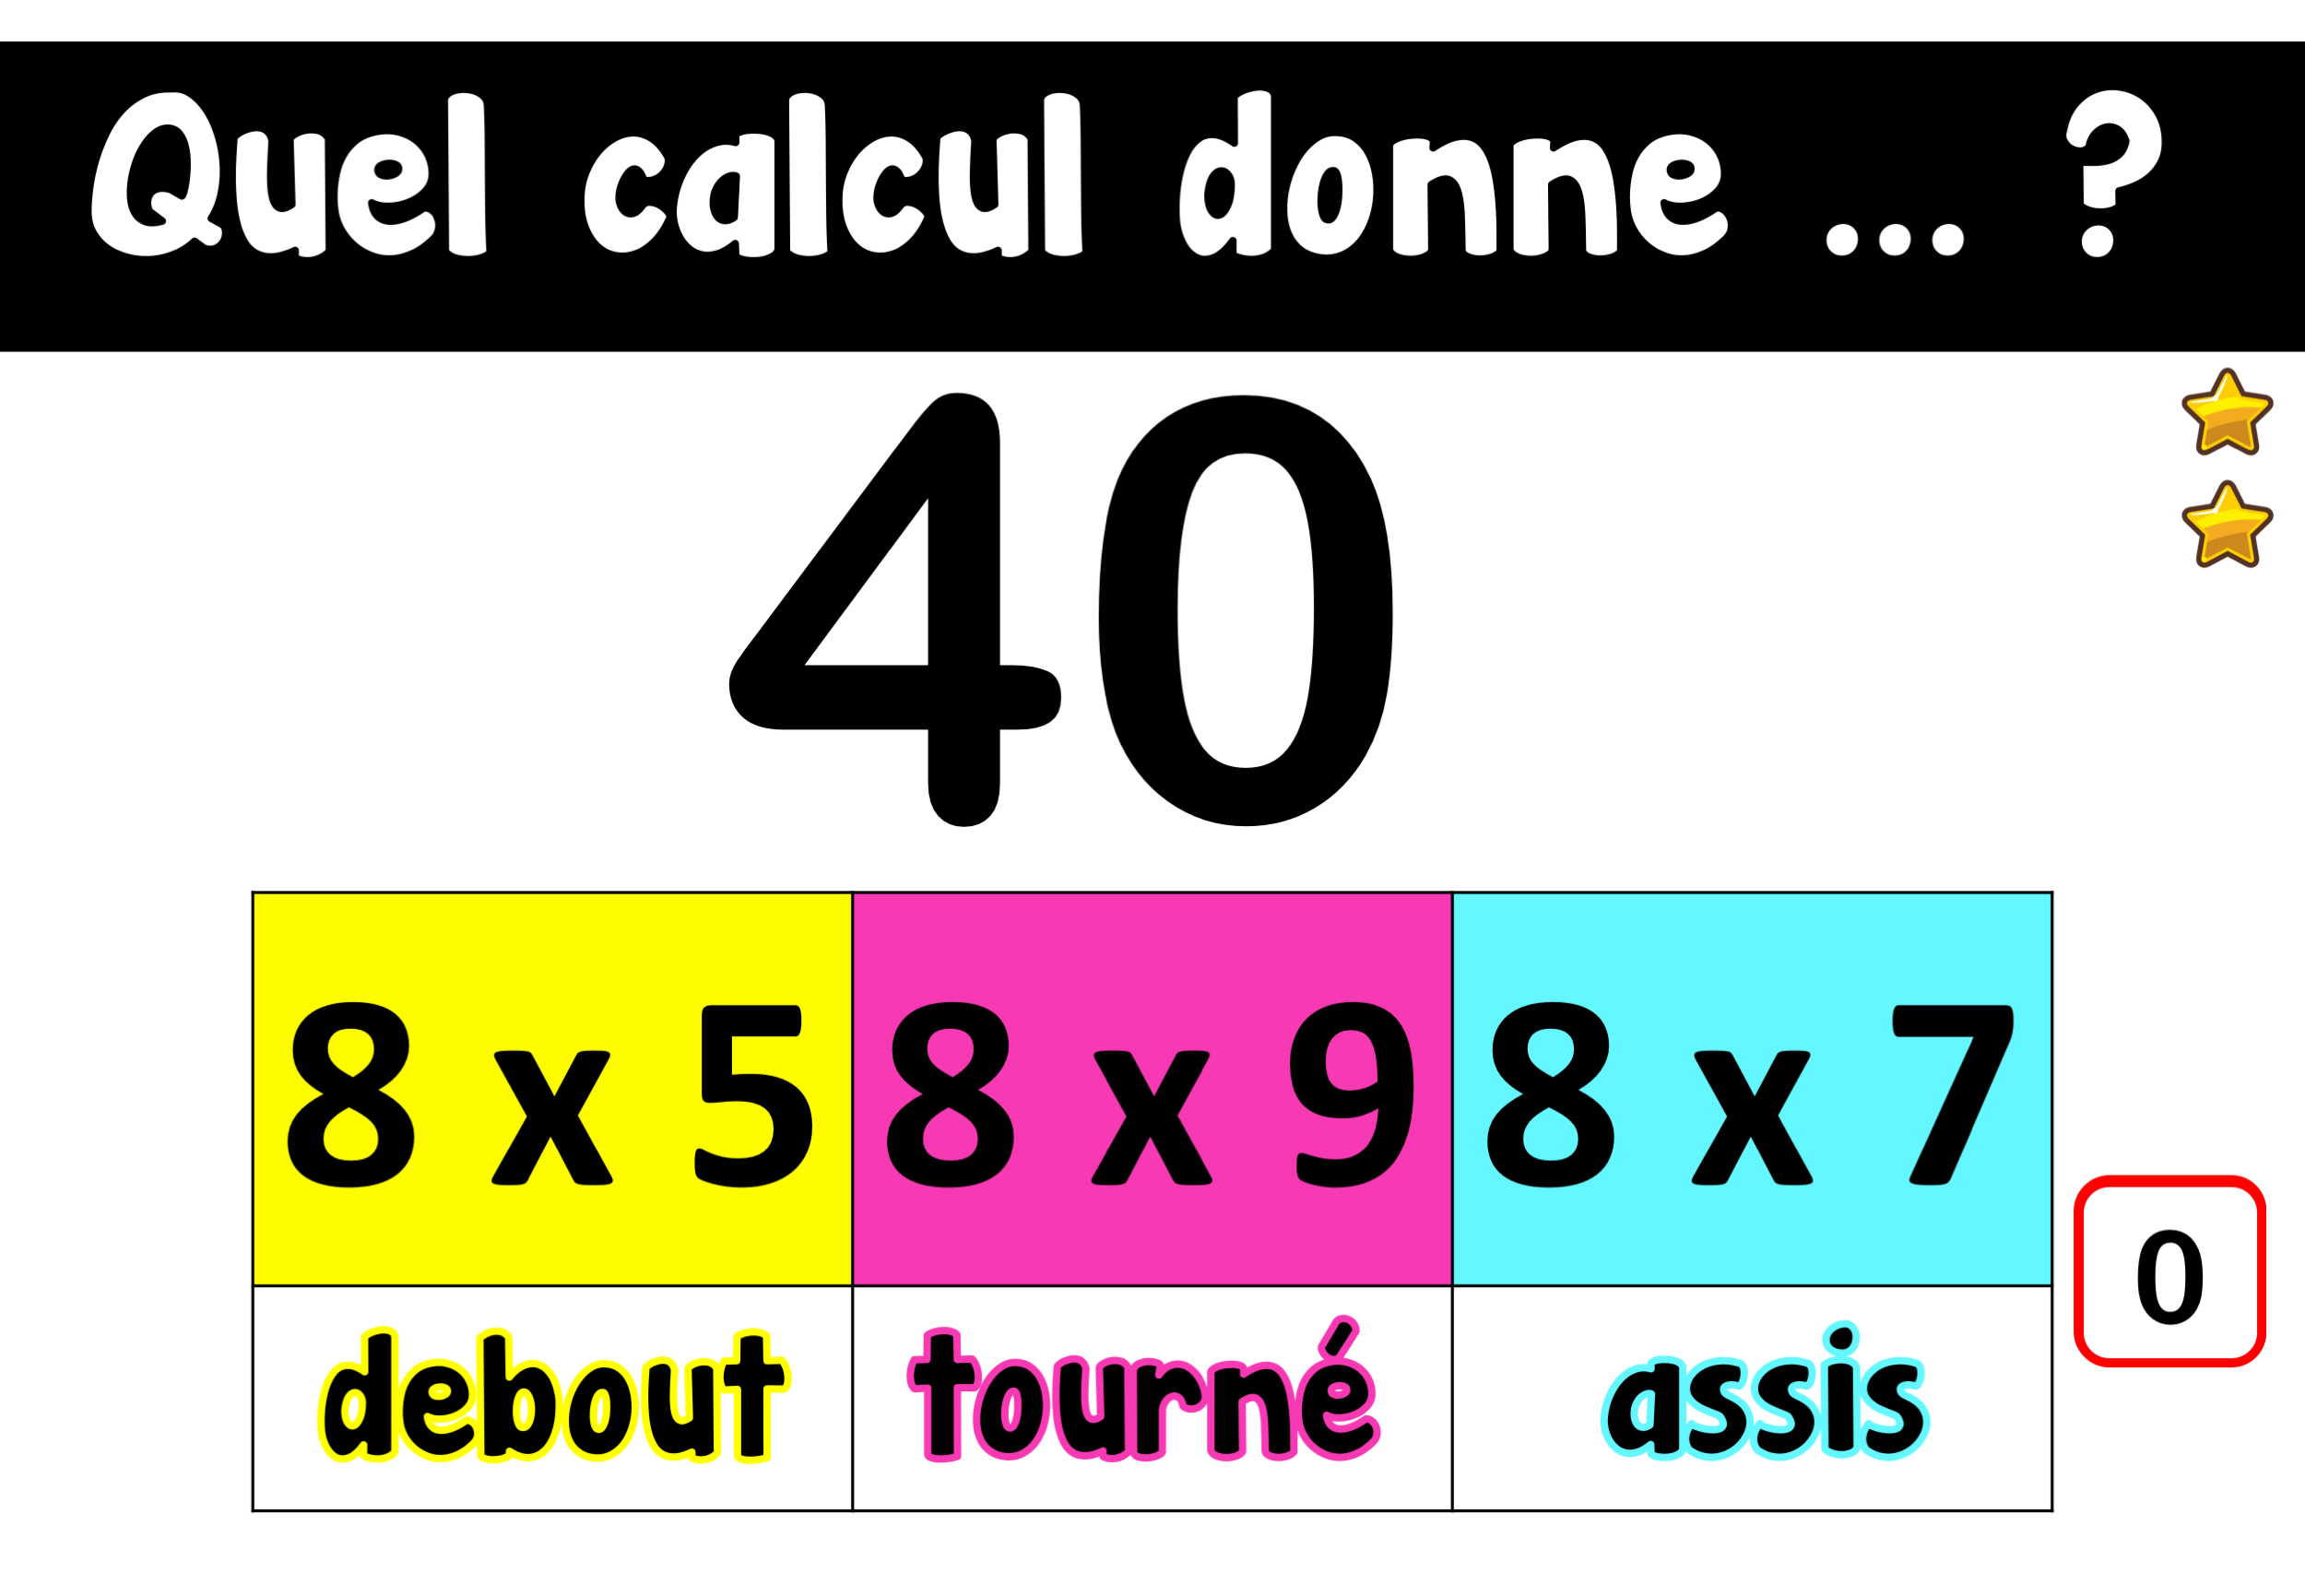 Quel calcul donne ... ?
40
8 x 5 8 x 9 8 x 7
0
debout tourné assis